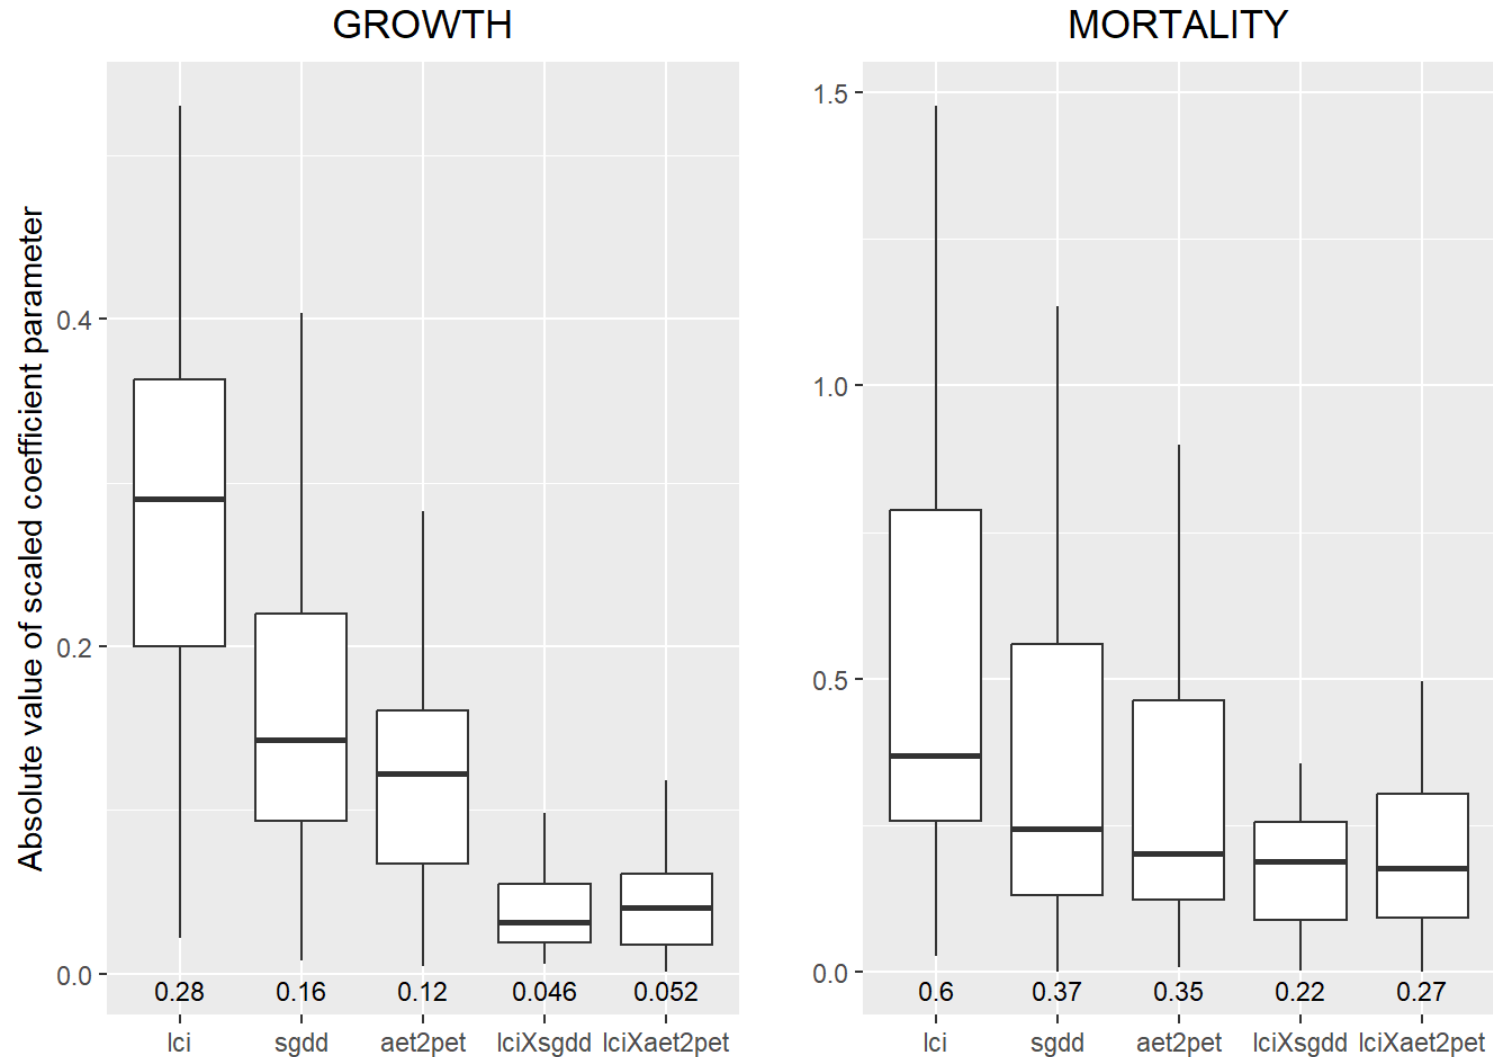 GROWTH
MORTALITY
Absolute value of scaled coefficient parameter
0.4
0.2
0.0
0.28 0.16 0.12 0.046 0.052
lci sgdd aet2pet lciXsgdd lciXaet2pet
1.5
1.0
0.5
0.0
0.6 0.37 0.35 0.22 0.27
lci sgdd aet2pet lciXsgdd lciXaet2pet